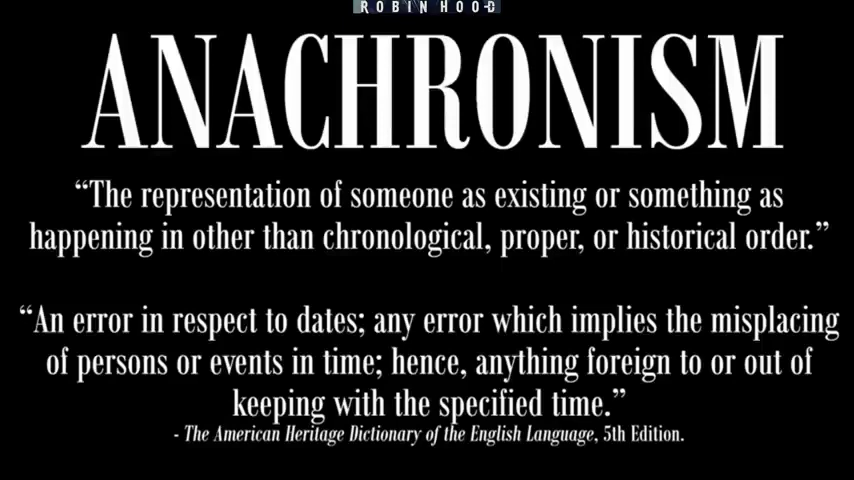 ROBIN HOOD
ANACHRONISM
“The representation of someone as existing or something as
happening in other than chronological, proper, or historical order.”
“An error in respect to dates; any error which implies the misplacing
of persons or events in time; hence, anything foreign to or out of
keeping with the specified time.”
- The American Heritage Dictionary of the English Language, 5th Edition.